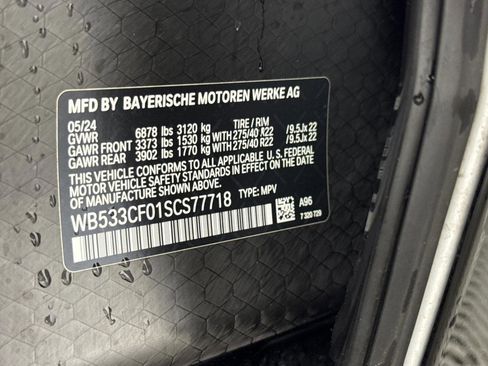 MFD BY BAYERISCHE MOTOREN WERKE AG
05/24
GVWR 6878 lbs 3120 kg TIRE / RIM
GAWR FRONT 3373 lbs 1530 kg WITH 275/40 R22 /9.5Jx22
GAWR REAR 3902 lbs 1770 kg WITH 275/40 R22 /9.5Jx22
THIS VEHICLE CONFORMS TO ALL APPLICABLE U.S. FEDERAL
MOTOR VEHICLE SAFETY STANDARDS IN EFFECT ON THE
DATE OF MANUFACTURE SHOWN ABOVE.
WB533CF01SCS77718 TYPE: MPV
A96
7 320 729